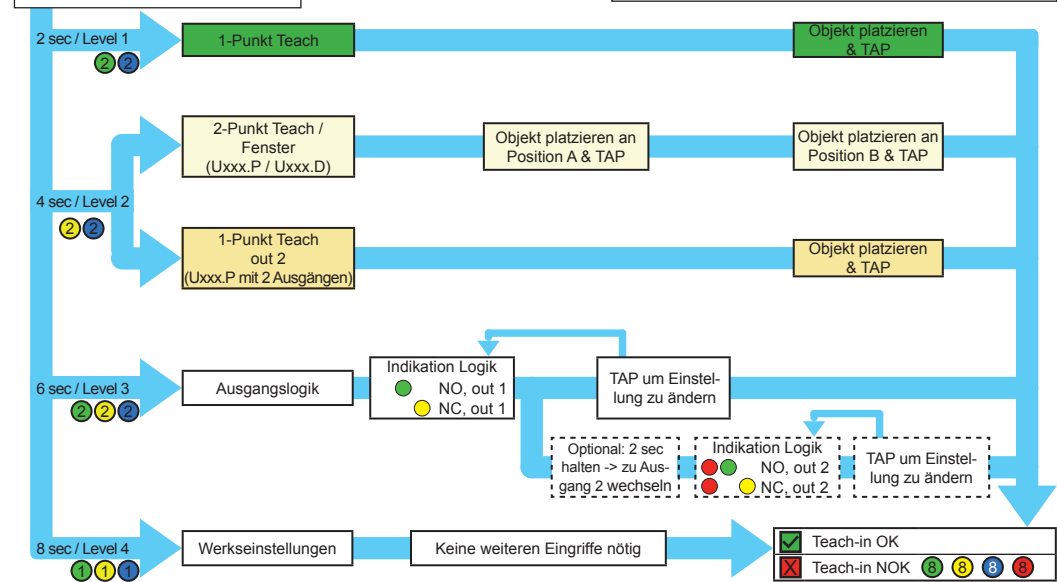 2 sec / Level 1
2 2
1-Punkt Teach
Objekt platzieren
& TAP
4 sec / Level 2
2 2
2-Punkt Teach /
Fenster
(Uxxx.P / Uxxx.D)
Objekt platzieren an
Position A & TAP
Objekt platzieren an
Position B & TAP
1-Punkt Teach
out 2
(Uxxx.P mit 2 Ausgängen)
Objekt platzieren
& TAP
6 sec / Level 3
2 2 2
Ausgangslogik
Indikation Logik
NO, out 1
NC, out 1
TAP um Einstel-
lung zu ändern
Optional: 2 sec
halten -> zu Aus-
gang 2 wechseln
Indikation Logik
NO, out 2
NC, out 2
TAP um Einstel-
lung zu ändern
8 sec / Level 4
1 1 1
Werkseinstellungen
Keine weiteren Eingriffe nötig
Teach-in OK
Teach-in NOK 8 8 8 8